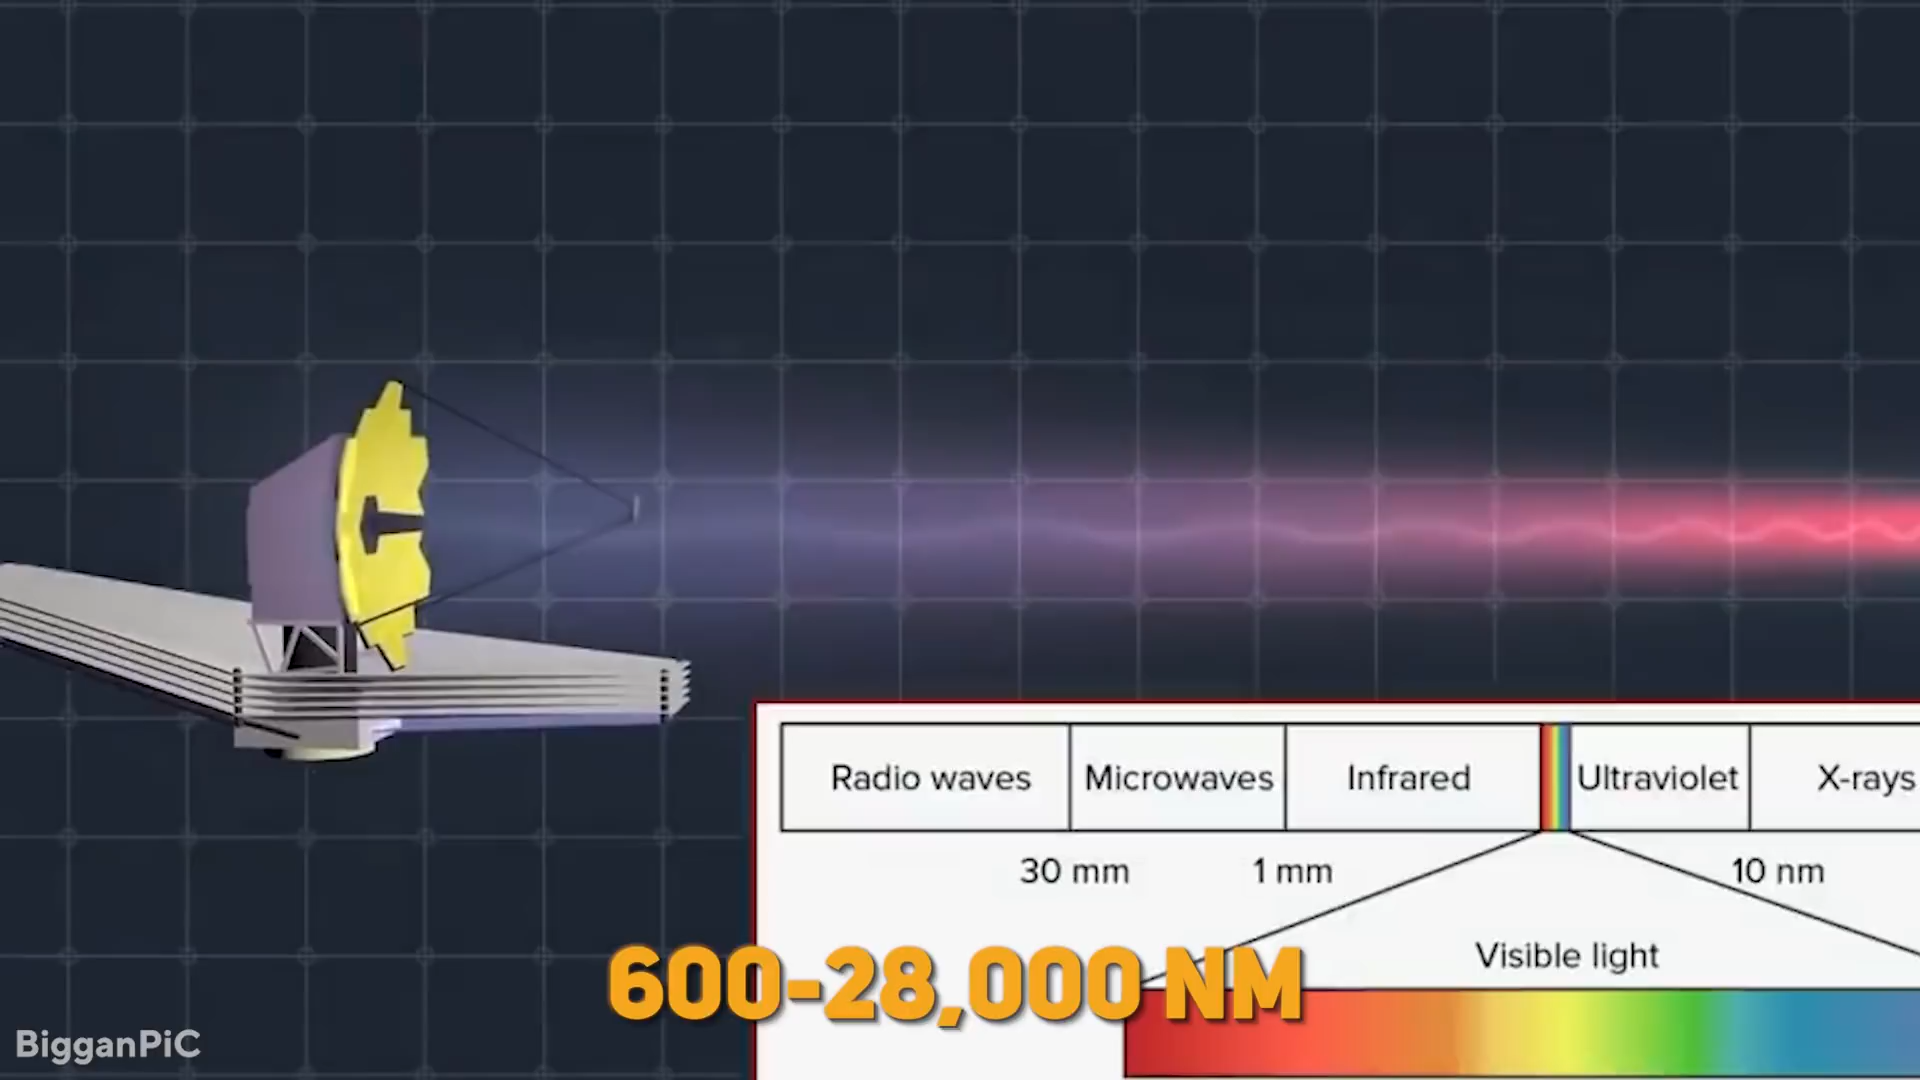 Radio waves
Microwaves
Infrared
Ultraviolet
X-rays
30 mm
1 mm
10 nm
Visible light
600-28,000 NM
BigganPiC